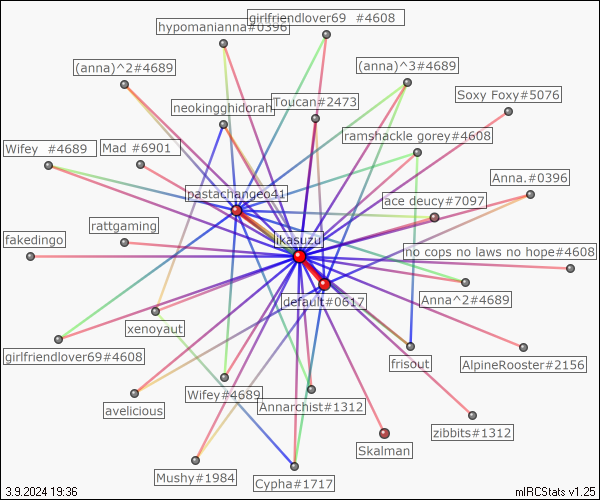 girlfriendlover69 #4608
hypomanianna#0396
(anna)^2#4689
(anna)^3#4689
Soxy Foxy#5076
Toucan#2473
neokingghidorah
ramshackle gorey#4608
Wifey #4689
Mad #6901
Anna.#0396
pastachangeo41
ace deucy#7097
rattgaming
fakedingo
ikasuzu
no cops no laws no hope#4608
default#0617
Anna^2#4689
xenoyaut
girlfriendlover69#4608
frisout
AlpineRooster#2156
Wifey#4689
avelicious
Annarchist#1312
zibbits#1312
Skalman
Mushy#1984
Cypha#1717
3.9.2024 19:36
mIRCStats v1.25